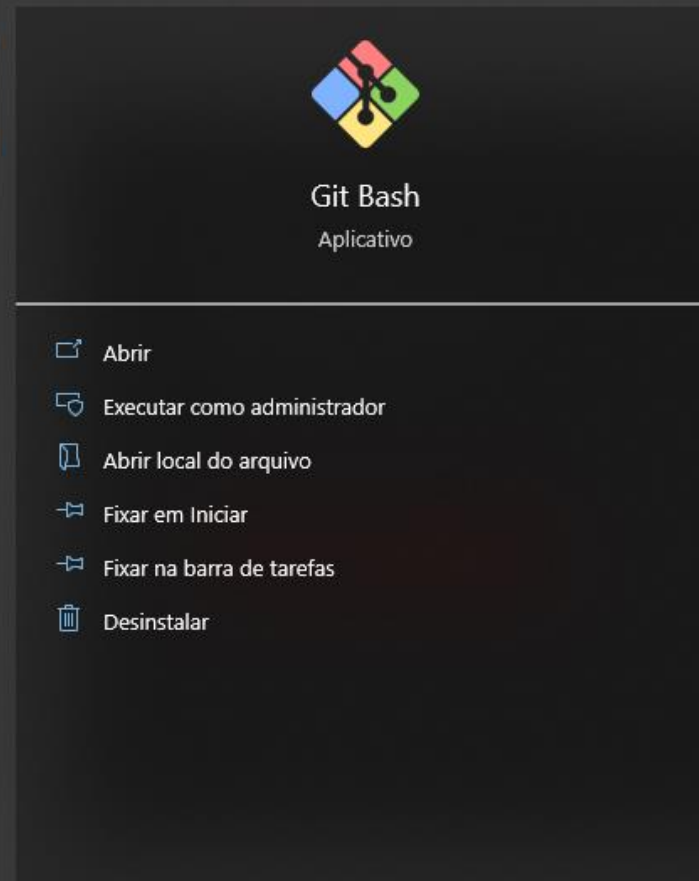 Git Bash
Aplicativo
Abrir
Executar como administrador
Abrir local do arquivo
Fixar em Iniciar
Fixar na barra de tarefas
Desinstalar